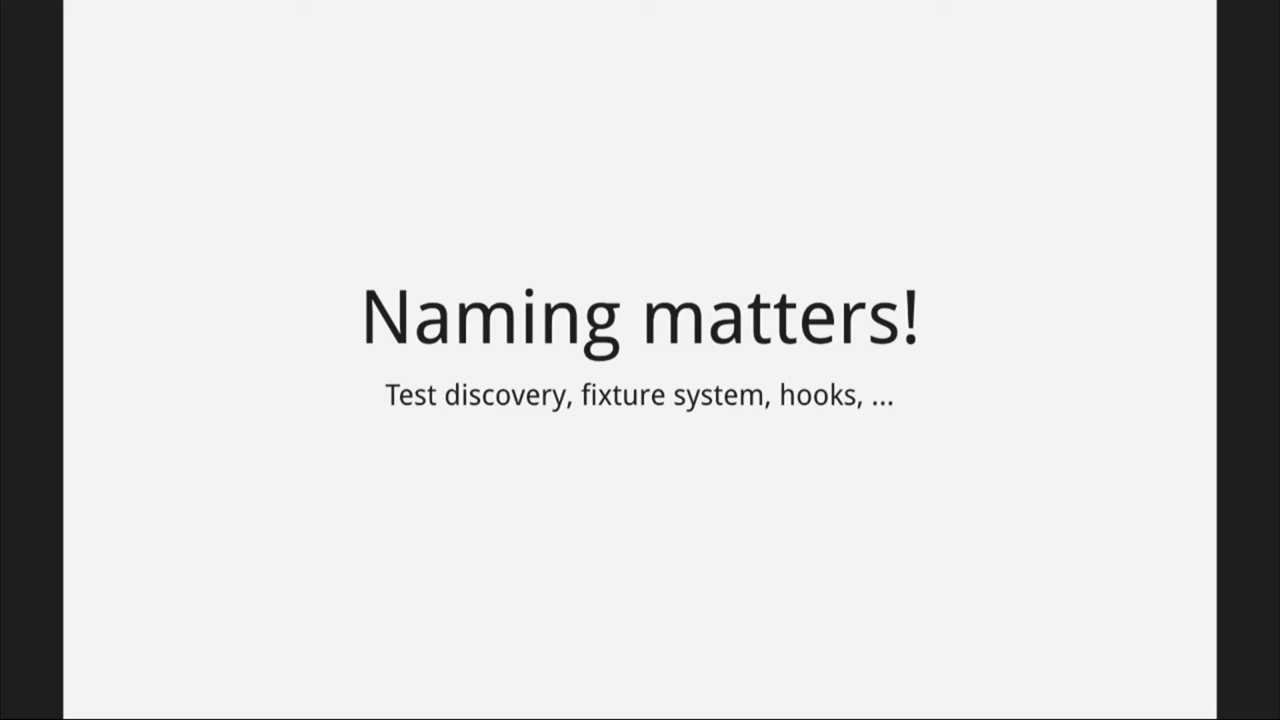 Naming matters!
Test discovery, fixture system, hooks, ...